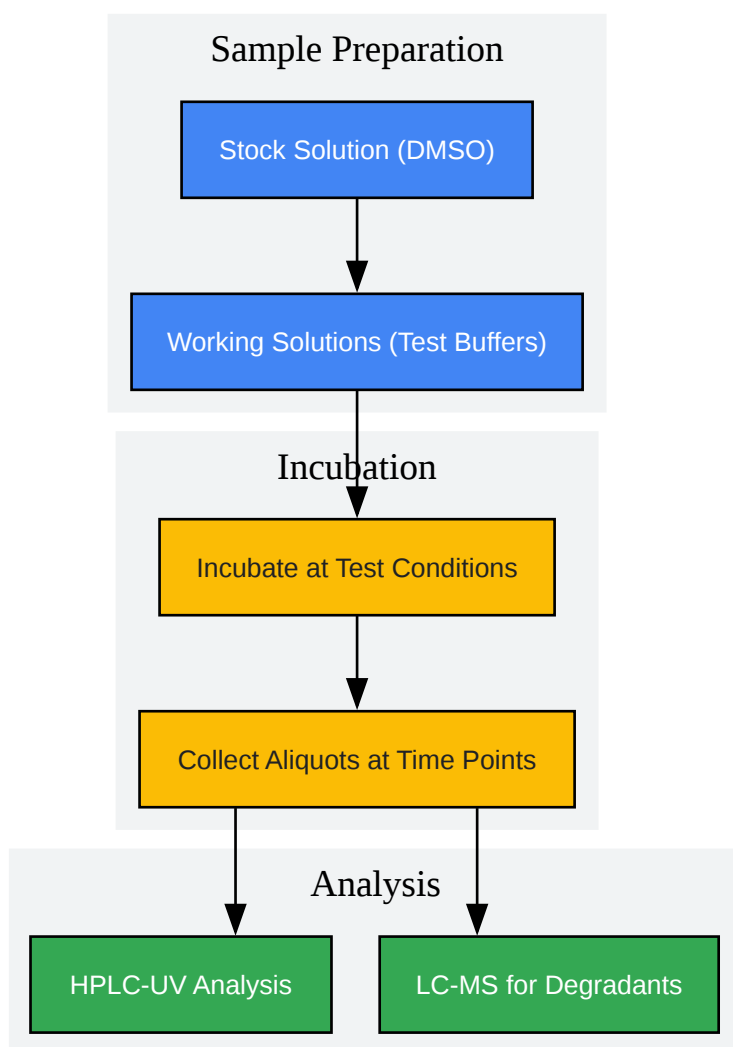 Sample Preparation
Stock Solution (DMSO)
Working Solutions (Test Buffers)
Incubation
Incubate at Test Conditions
Collect Aliquots at Time Points
Analysis
HPLC-UV Analysis
LC-MS for Degradants